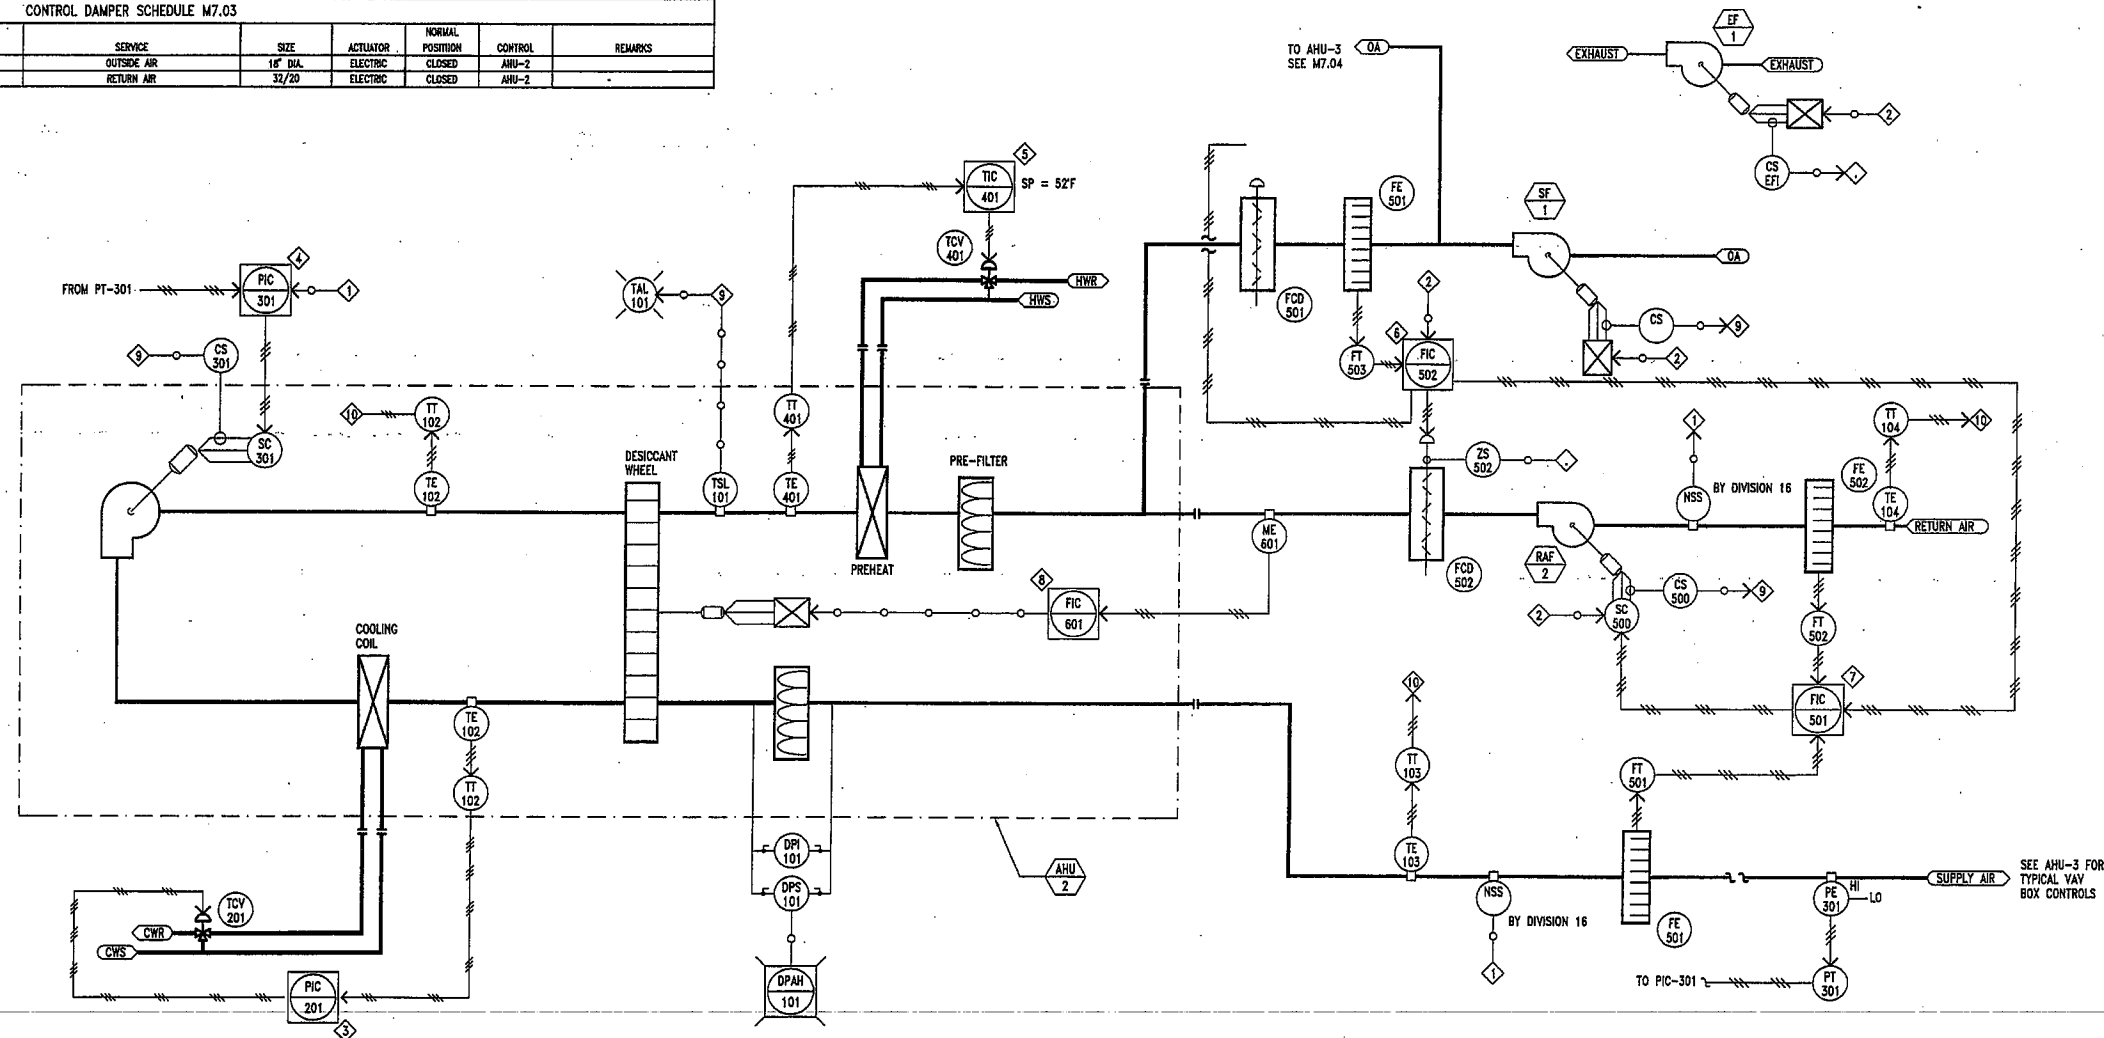 CONTROL DAMPER SCHEDULE M7.03
SERVICE SIZE ACTUATOR NORMAL POSITION CONTROL REMARKS
OUTSIDE AIR 18" DIA. ELECTRIC CLOSED AHU-2
RETURN AIR 32/20 ELECTRIC CLOSED AHU-2
TO AHU-3
SEE M7.04
OA
EF
1
EXHAUST
EXHAUST
2
CS
EF1
5
TIC
401
SP = 52°F
TCV
401
HWR
HWS
FE
501
SF
1
OA
FCD
501
2
6
FIC
502
FT
503
CS
9
2
4
PIC
301
FROM PT-301
1
TAL
101
9
9
CS
301
SC
301
10
TT
102
TE
102
TT
401
TE
401
TSL
101
DESICCANT
WHEEL
PRE-FILTER
PREHEAT
ZS
502
FCD
502
1
NSS
BY DIVISION 16
TT
104
10
FE
502
TE
104
RETURN AIR
ME
601
RAF
2
CS
500
9
2
SC
500
FT
502
8
FIC
601
7
FIC
501
COOLING
COIL
TE
102
TT
102
10
TT
103
TE
103
FT
501
DPI
101
DPS
101
DPAH
101
AHU
2
NSS
BY DIVISION 16
1
FE
501
HI
LO
PE
301
SUPPLY AIR
SEE AHU-3 FOR
TYPICAL VAV
BOX CONTROLS
TO PIC-301
PT
301
TCV
201
CWR
CWS
PIC
201
3